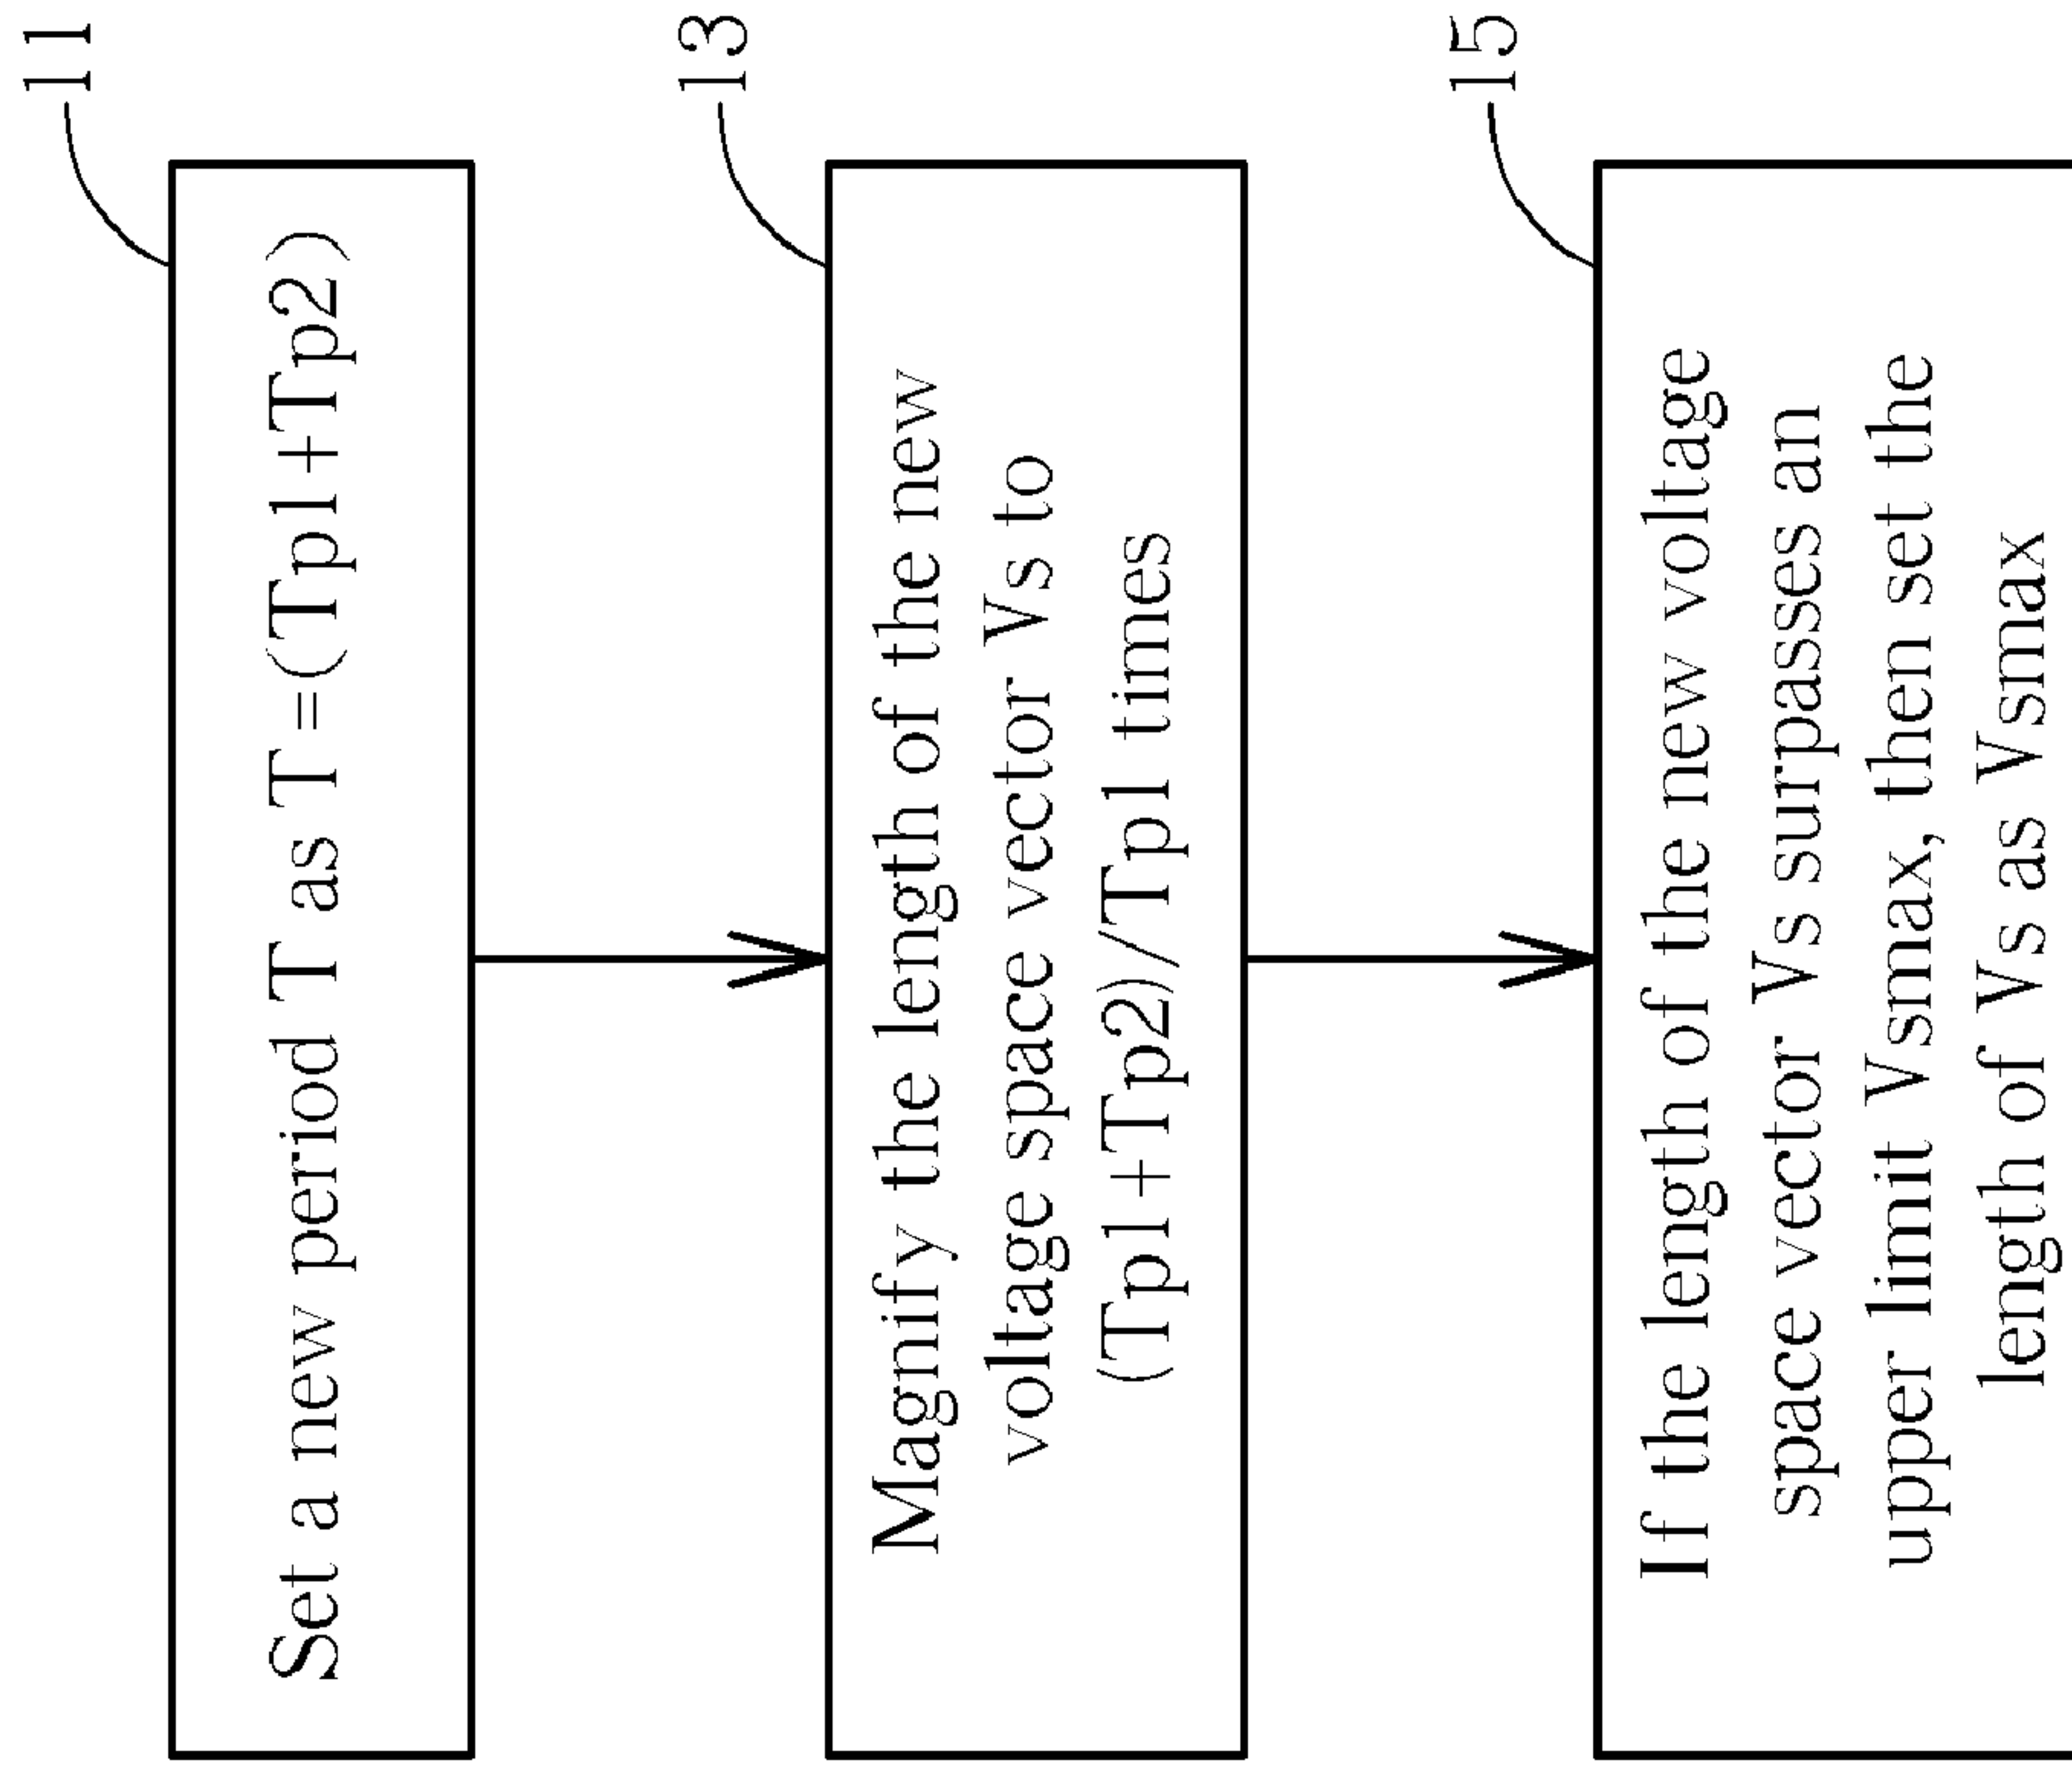 11
Set a new period T as T =(Tp1+Tp2)
13
Magnify the length of the new
voltage space vector Vs to
(Tp1+Tp2)/Tp1 times
15
If the length of the new voltage
space vector Vs surpasses an
upper limit Vsmax, then set the
length of Vs as Vsmax